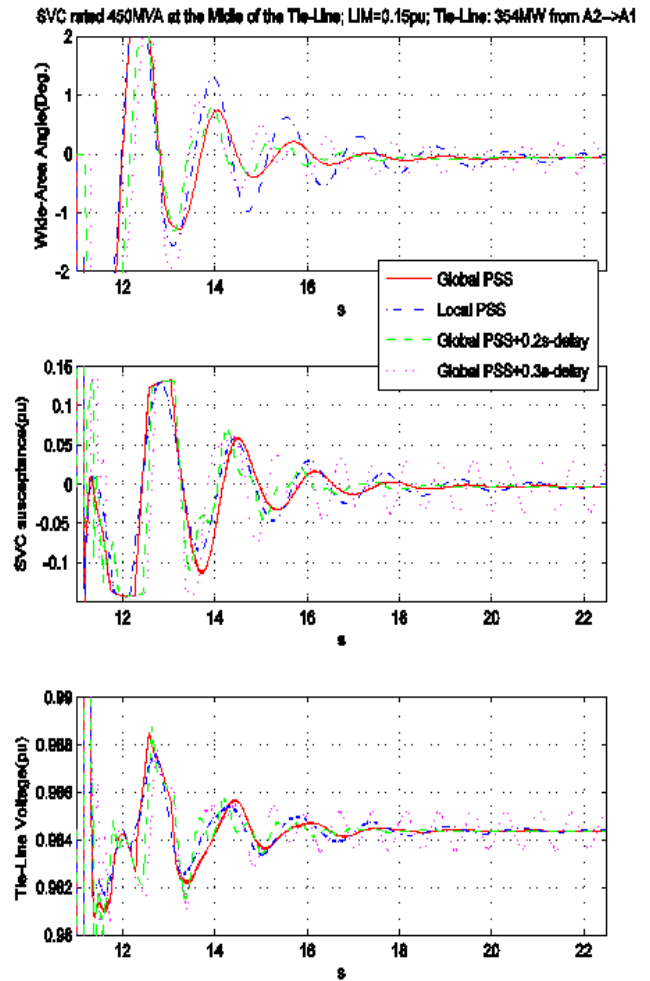 SVC rated 450MVA at the Midle of the Tie-Line; LIM=0.15pu; Tie-Line: 354MW from A2->A1
Wide-Area Angle(Deg.)
2
1
0
-1
-2
12 14 16
s
Global PSS
Local PSS
Global PSS+0.2s-delay
Global PSS+0.3s-delay
SVC susceptance(pu)
0.15
0.1
0.05
0
-0.05
-0.1
12 14 16 18 20 22
s
Tie-Line Voltage(pu)
0.99
0.988
0.986
0.984
0.982
0.98
12 14 16 18 20 22
s